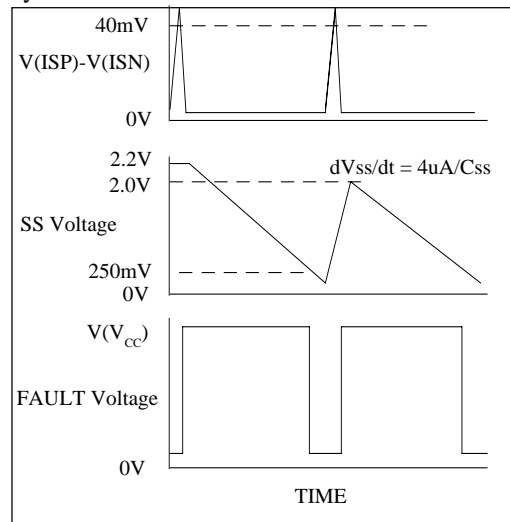 40mV
V(ISP)-V(ISN)
0V
2.2V
dVss/dt = 4uA/Css
2.0V
SS Voltage
250mV
0V
V(V_CC)
FAULT Voltage
0V
TIME